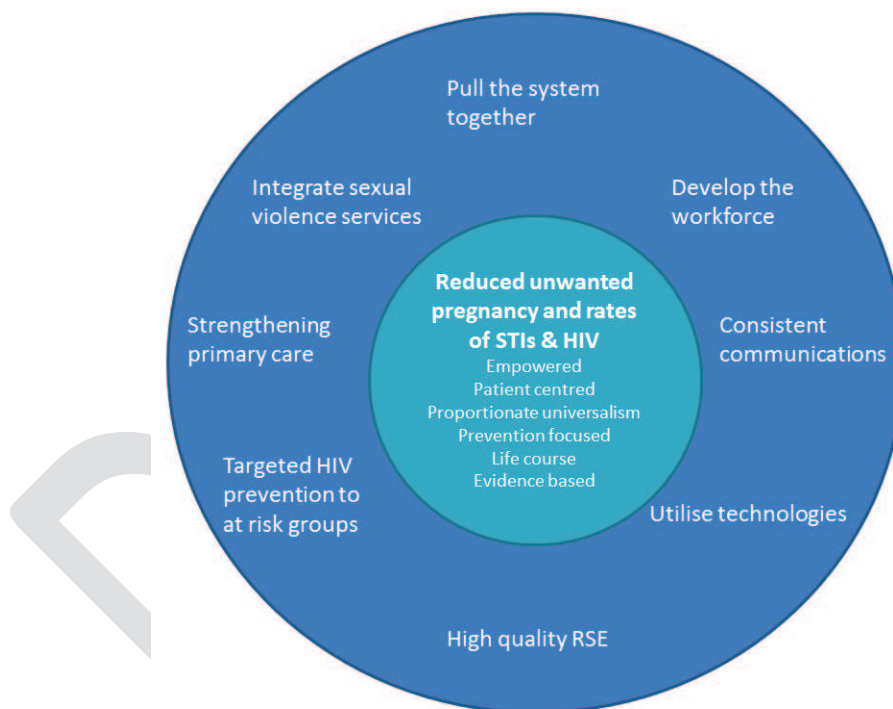 Pull the system
together
Develop the
workforce
Consistent
communications
Utilise technologies
High quality RSE
Targeted HIV
prevention to
at risk groups
Strengthening
primary care
Integrate sexual
violence services
Reduced unwanted
pregnancy and rates
of STIs & HIV
Empowered
Patient centred
Proportionate universalism
Prevention focused
Life course
Evidence based